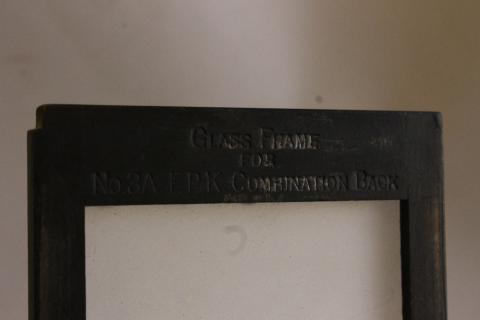 GLASS FRAME
FOR
NO. 3A F.P.K. COMBINATION BACK